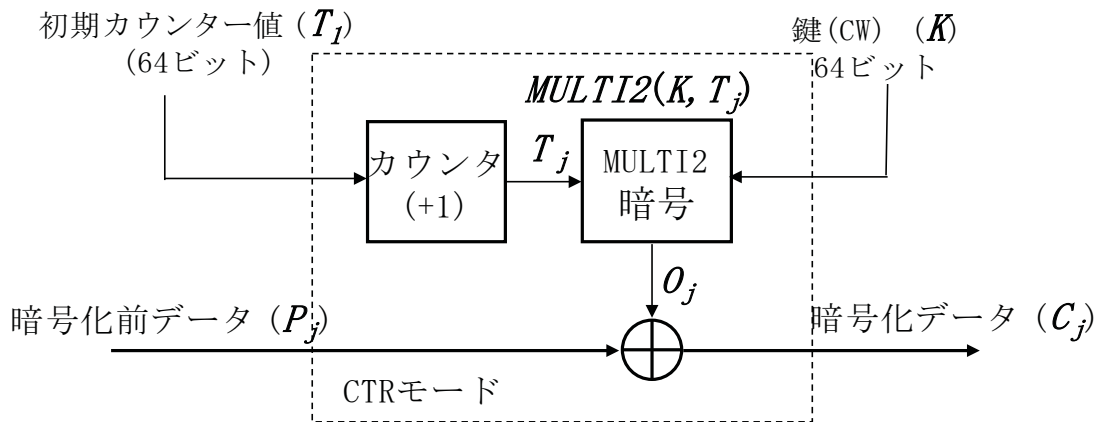 初期カウンター値(T₁)
(64ビット)
鍵(CW) (K)
64ビット
MULTI2(K, Tⱼ)
カウンタ
(+1)
Tⱼ
MULTI2
暗号
Oⱼ
暗号化前データ(Pⱼ)
暗号化データ(Cⱼ)
CTRモード